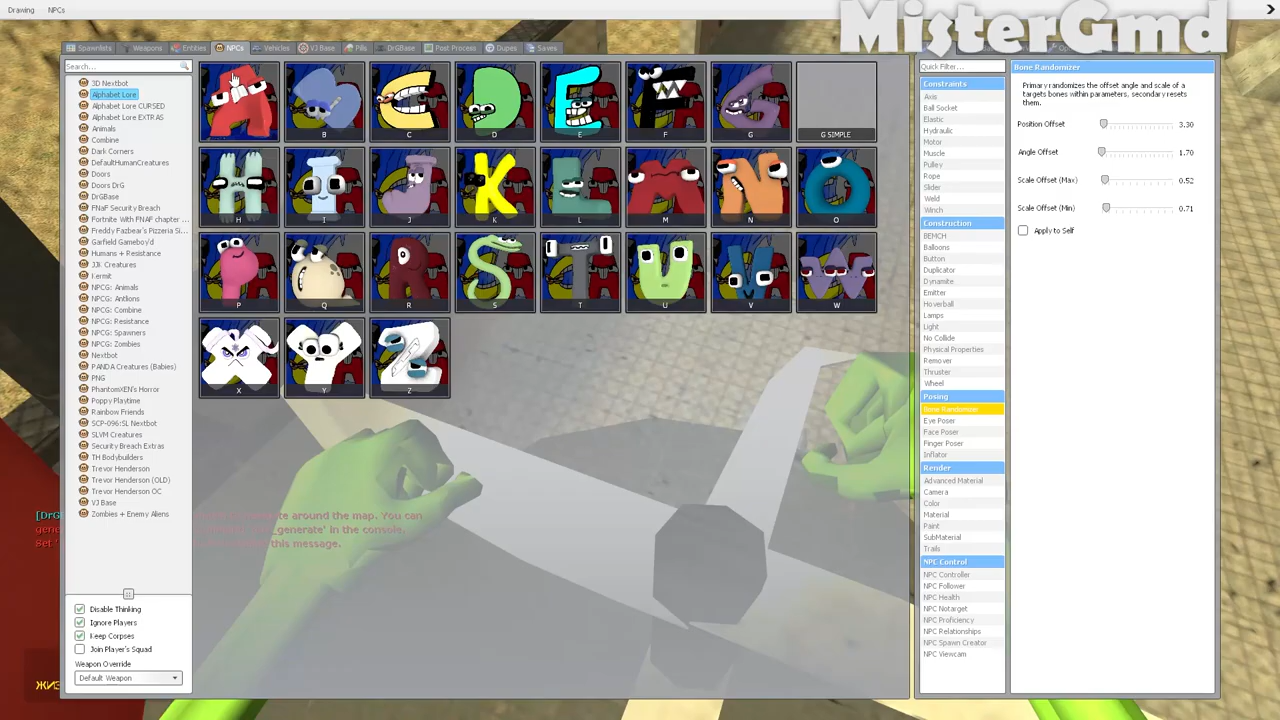 Drawing NPCs
MisterGmd
Spawnlists Weapons Entities NPCs Vehicles VJ Base Pills DrGBase Post Process Dupes Saves
Search...
3D Nextbot
Alphabet Lore
Alphabet Lore CURSED
Alphabet Lore EXTRAS
Animals
Combine
Dark Corners
DefaultHumanCreatures
Doors
Doors DrG
DrGBase
FNaF Security Breach
Fortnite With FNAF chapter ...
Freddy Fazbear's Pizzeria Si...
Garfield Gameboy'd
Humans + Resistance
JJK Creatures
Kermit
NPCG: Animals
NPCG: Antlions
NPCG: Combine
NPCG: Resistance
NPCG: Spawners
NPCG: Zombies
Nextbot
PANDA Creatures (Babies)
PNG
PhantomXEN's Horror
Poppy Playtime
Rainbow Friends
SCP-096:SL Nextbot
SLVM Creatures
Security Breach Extras
TH Bodybuilders
Trevor Henderson
Trevor Henderson (OLD)
Trevor Henderson OC
VJ Base
Zombies + Enemy Aliens
Disable Thinking
Ignore Players
Keep Corpses
Join Player's Squad
Weapon Override
Default Weapon
B C D E F G G SIMPLE
H I J K L M N O
P Q R S T U V W
X Y Z
[DrG
around the map. You can
generate' in the console.
Set
this message.
ЖИЗ
Quick Filter...
Constraints
Axis
Ball Socket
Elastic
Hydraulic
Motor
Muscle
Pulley
Rope
Slider
Weld
Winch
Construction
BEMCH
Balloons
Button
Duplicator
Dynamite
Emitter
Hoverball
Lamps
Light
No Collide
Physical Properties
Remover
Thruster
Wheel
Posing
Bone Randomizer
Eye Poser
Face Poser
Finger Poser
Inflator
Render
Advanced Material
Camera
Color
Material
Paint
SubMaterial
Trails
NPC Control
NPC Controller
NPC Follower
NPC Health
NPC Notarget
NPC Proficiency
NPC Relationships
NPC Spawn Creator
NPC Viewcam
Bone Randomizer
Primary randomizes the offset angle and scale of a
targets bones within parameters, secondary resets
them.
Position Offset 3.30
Angle Offset 1.70
Scale Offset (Max) 0.52
Scale Offset (Min) 0.71
Apply to Self